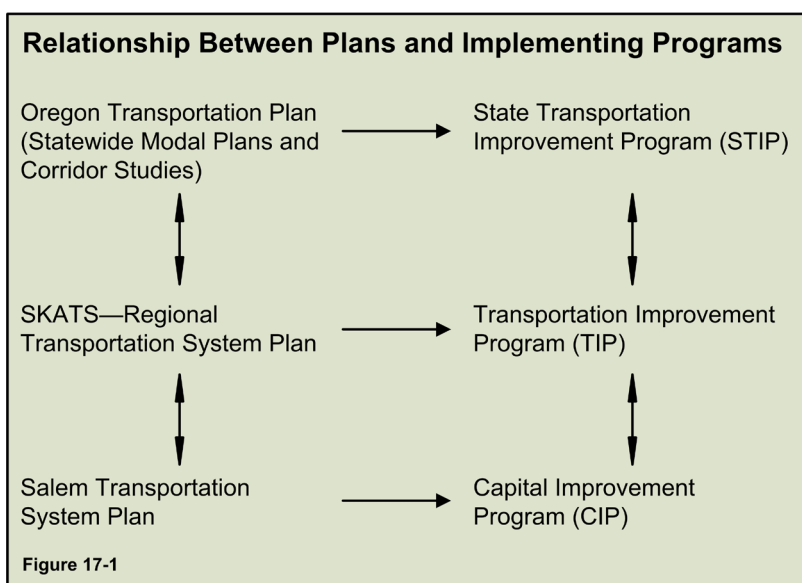 Relationship Between Plans and Implementing Programs
Oregon Transportation Plan
(Statewide Modal Plans and
Corridor Studies)
State Transportation
Improvement Program (STIP)
SKATS—Regional
Transportation System Plan
Transportation Improvement
Program (TIP)
Salem Transportation
System Plan
Capital Improvement
Program (CIP)
Figure 17-1